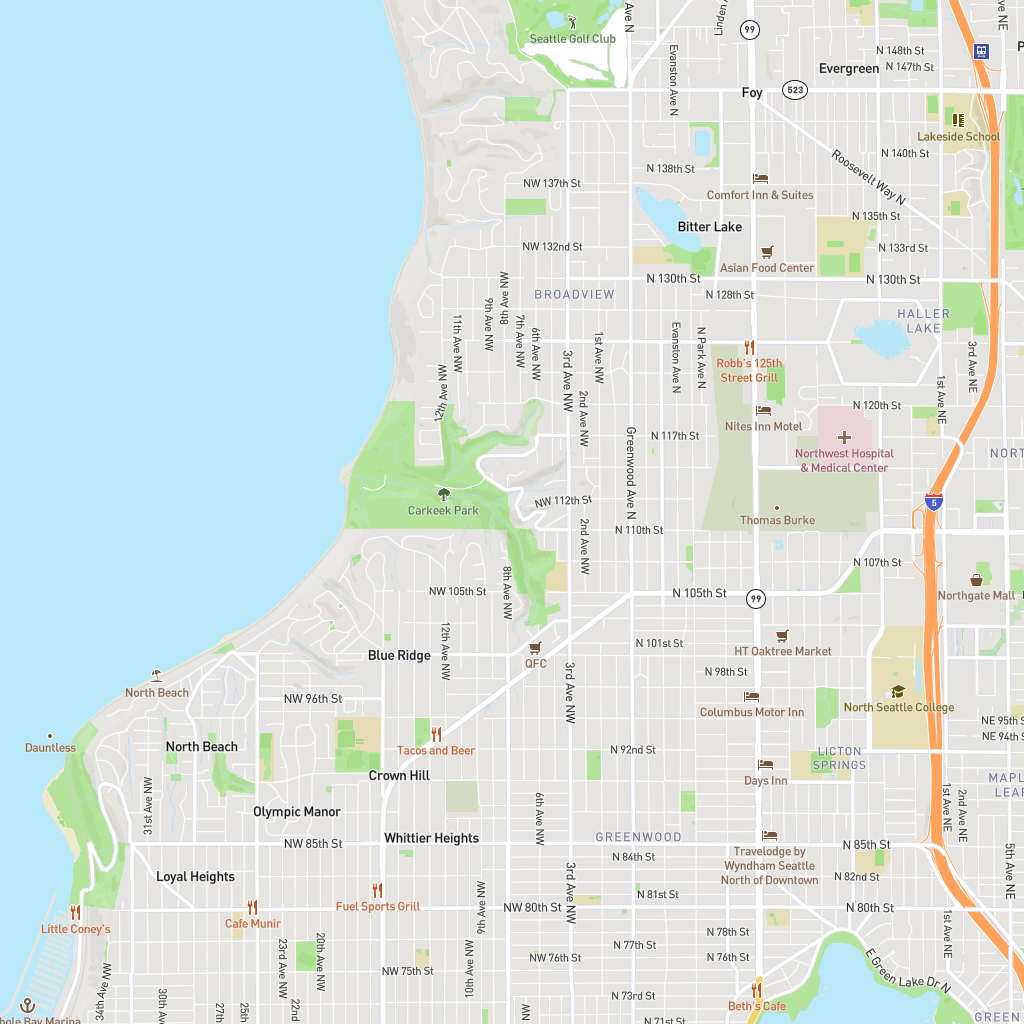 Seattle Golf Club
Ave N
Linden
99
Ave NE
N 148th St
Evergreen
N 147th St
Evanston Ave N
Foy
523
Lakeside School
N 140th St
Roosevelt Way N
N 138th St
NW 137th St
Comfort Inn & Suites
N 135th St
Bitter Lake
NW 132nd St
N 133rd St
Asian Food Center
N 130th St
N 130th St
BROADVIEW
N 128th St
8th Ave NW
9th Ave NW
11th Ave NW
7th Ave NW
6th Ave NW
1st Ave NW
Evanston Ave N
N Park Ave N
HALLER
LAKE
3rd Ave NE
Robb's 125th
Street Grill
12th Ave NW
3rd Ave NW
2nd Ave NW
1st Ave NE
N 120th St
Nites Inn Motel
Greenwood Ave N
N 117th St
Northwest Hospital
& Medical Center
Carkeek Park
NW 112th St
5
Thomas Burke
N 110th St
2nd Ave NW
N 107th St
8th Ave NW
NW 105th St
N 105th St
99
Northgate Mall
12th Ave NW
N 101st St
HT Oaktree Market
Blue Ridge
QFC
3rd Ave NW
N 98th St
North Beach
NW 96th St
Columbus Motor Inn
North Seattle College
NE 95th S
NE 94th St
Dauntless
North Beach
Tacos and Beer
N 92nd St
LICTON
SPRINGS
Crown Hill
Days Inn
31st Ave NW
6th Ave NW
1st Ave NE
2nd Ave NE
Olympic Manor
Whittier Heights
GREENWOOD
NW 85th St
N 85th St
N 84th St
Travelodge by
Wyndham Seattle
North of Downtown
5th Ave NE
Loyal Heights
3rd Ave NW
N 82nd St
Fuel Sports Grill
9th Ave NW
N 81st St
NW 80th St
N 80th St
Little Coney's
Cafe Munir
1st Ave NE
N 78th St
20th Ave NW
23rd Ave NW
10th Ave NW
N 77th St
NW 76th St
N 76th St
NW 75th St
E Green Lake Dr N
34th Ave NW
N 73rd St
Beth's Cafe
GREEN
N 71st St